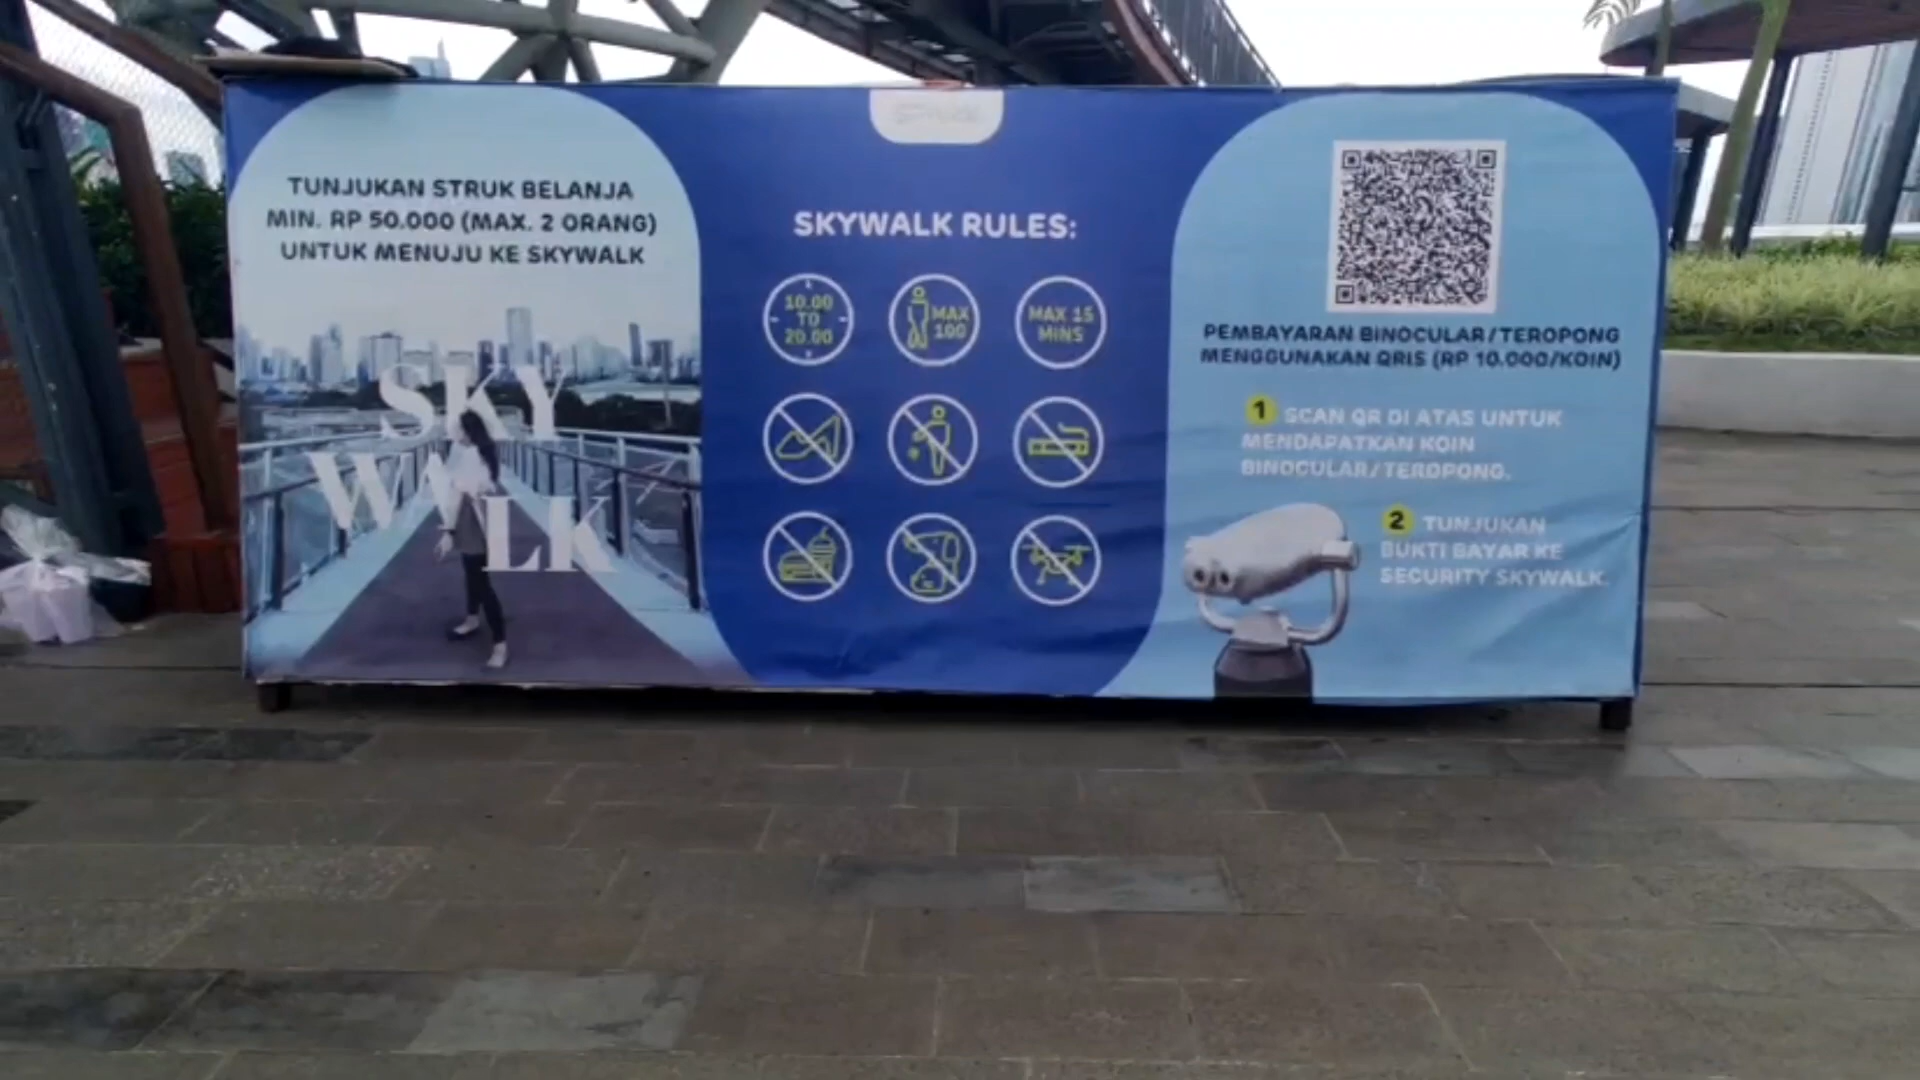 TUNJUKAN STRUK BELANJA
MIN. RP 50.000 (MAX. 2 ORANG)
UNTUK MENUJU KE SKYWALK
SKY
WALK
SKYWALK RULES:
10.00
TO
20.00
MAX
100
MAX 15
MINS
PEMBAYARAN BINOCULAR/TEROPONG
MENGGUNAKAN QRIS (RP 10.000/KOIN)
1 SCAN QR DI ATAS UNTUK
MENDAPATKAN KOIN
BINOCULAR/TEROPONG.
2 TUNJUKAN
BUKTI BAYAR KE
SECURITY SKYWALK.